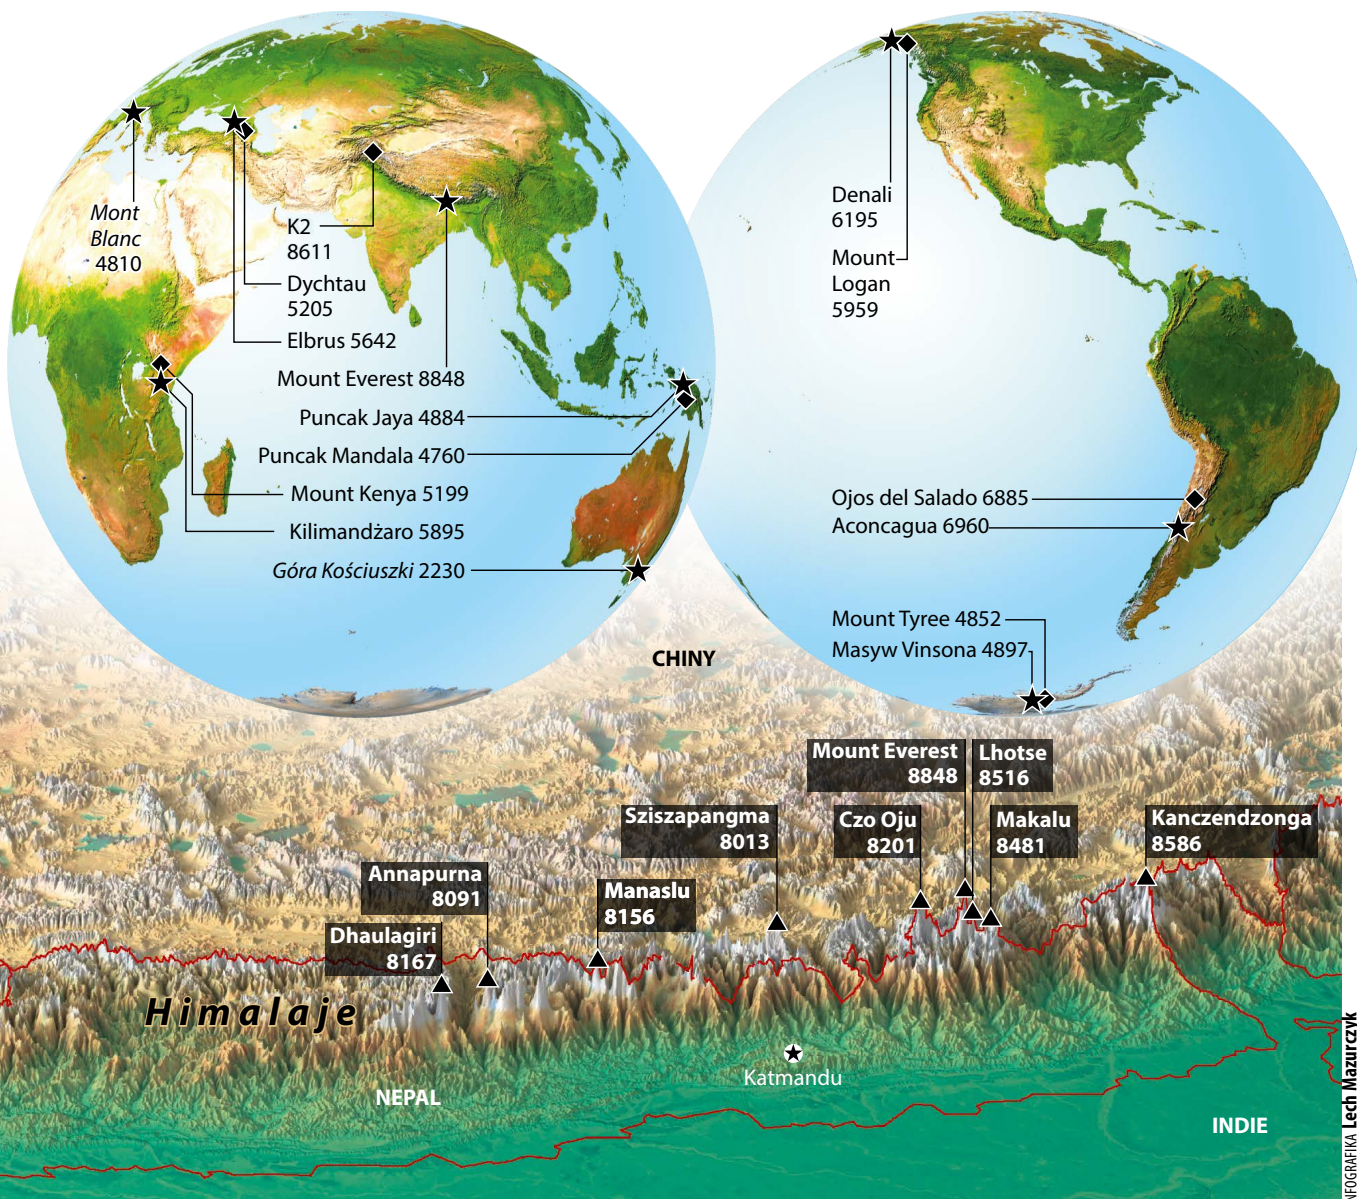 Mont
Blanc
4810
K2
8611
Dychtau
5205
Elbrus 5642
Mount Everest 8848
Puncak Jaya 4884
Puncak Mandala 4760
Mount Kenya 5199
Kilimandżaro 5895
Góra Kościuszki 2230
Denali
6195
Mount
Logan
5959
Ojos del Salado 6885
Aconcagua 6960
Mount Tyree 4852
Masyw Vinsona 4897
CHINY
Mount Everest
8848
Lhotse
8516
Sziszapangma
8013
Czo Oju
8201
Makalu
8481
Kanczendzonga
8586
Annapurna
8091
Manaslu
8156
Dhaulagiri
8167
Himalaje
Katmandu
NEPAL
INDIE
INFOGRAFIKA Lech Mazurczyk